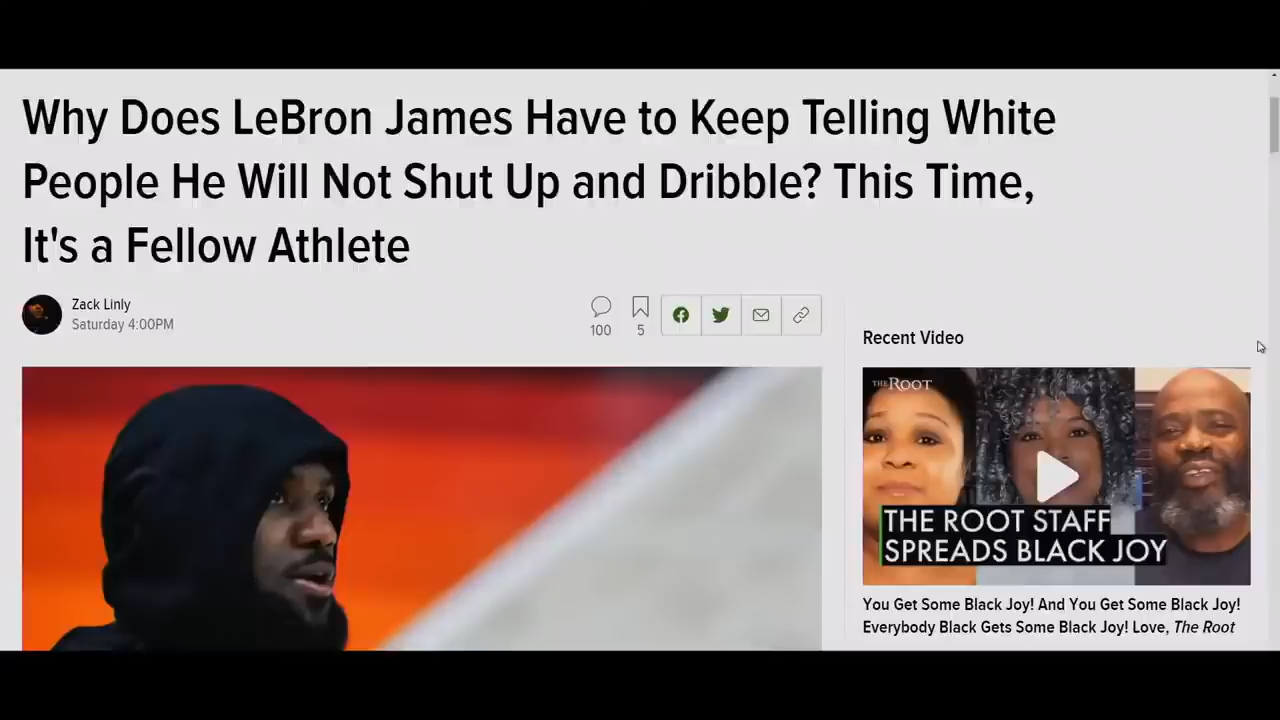 Why Does LeBron James Have to Keep Telling White
People He Will Not Shut Up and Dribble? This Time,
It's a Fellow Athlete
Zack Linly
Saturday 4:00PM
100
5
Recent Video
THE ROOT
THE ROOT STAFF
SPREADS BLACK JOY
You Get Some Black Joy! And You Get Some Black Joy!
Everybody Black Gets Some Black Joy! Love, The Root